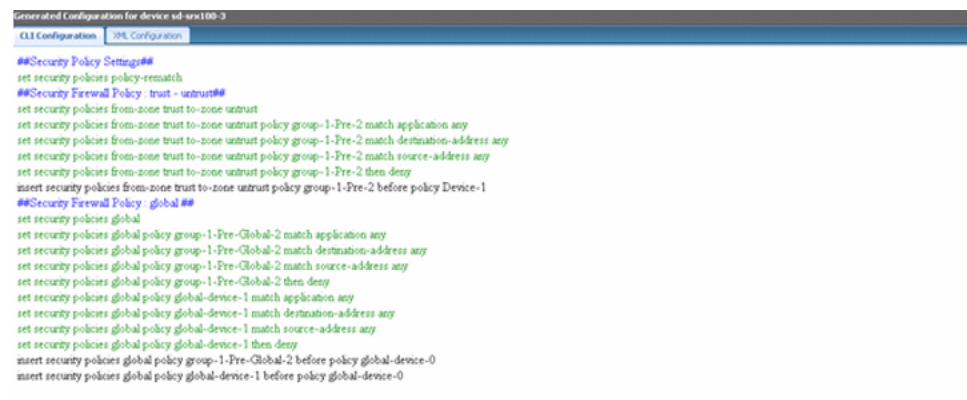 Generated Configuration for device sd-srx100-3
CLI Configuration XML Configuration
##Security Policy Settings##
set security policies policy-rematch
##Security Firewall Policy : trust - untrust##
set security policies from-zone trust to-zone untrust
set security policies from-zone trust to-zone untrust policy group-1-Pre-2 match application any
set security policies from-zone trust to-zone untrust policy group-1-Pre-2 match destination-address any
set security policies from-zone trust to-zone untrust policy group-1-Pre-2 match source-address any
set security policies from-zone trust to-zone untrust policy group-1-Pre-2 then deny
insert security policies from-zone trust to-zone untrust policy group-1-Pre-2 before policy Device-1
##Security Firewall Policy : global ##
set security policies global
set security policies global policy group-1-Pre-Global-2 match application any
set security policies global policy group-1-Pre-Global-2 match destination-address any
set security policies global policy group-1-Pre-Global-2 match source-address any
set security policies global policy group-1-Pre-Global-2 then deny
set security policies global policy global-device-1 match application any
set security policies global policy global-device-1 match destination-address any
set security policies global policy global-device-1 match source-address any
set security policies global policy global-device-1 then deny
insert security policies global policy group-1-Pre-Global-2 before policy global-device-0
insert security policies global policy global-device-1 before policy global-device-0